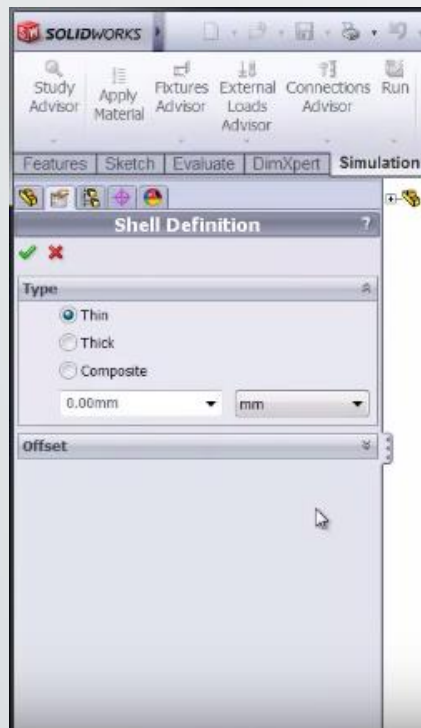 SOLIDWORKS
Study Advisor
Apply Material
Fixtures Advisor
External Loads Advisor
Connections Advisor
Run
Features Sketch Evaluate DimXpert Simulation
Shell Definition ?
Type
Thin
Thick
Composite
0.00mm mm
Offset